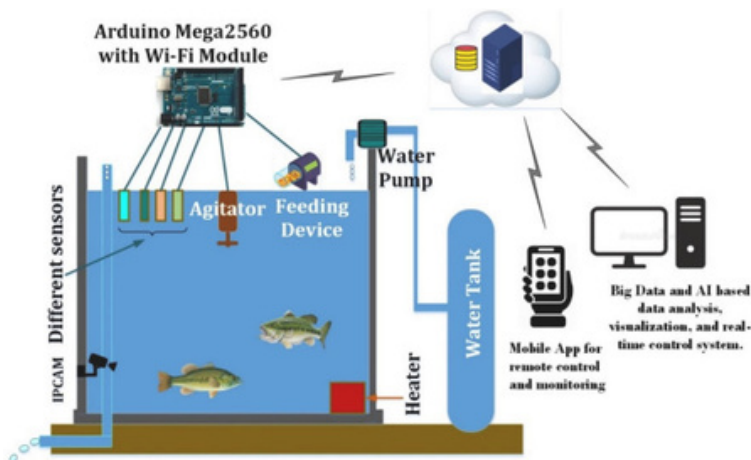 Arduino Mega2560
with Wi-Fi Module
Water
Pump
Agitator
Feeding
Device
Different sensors
IPCAM
Heater
Water Tank
Mobile App for
remote control
and monitoring
Big Data and AI based
data analysis,
visualization, and real-
time control system.